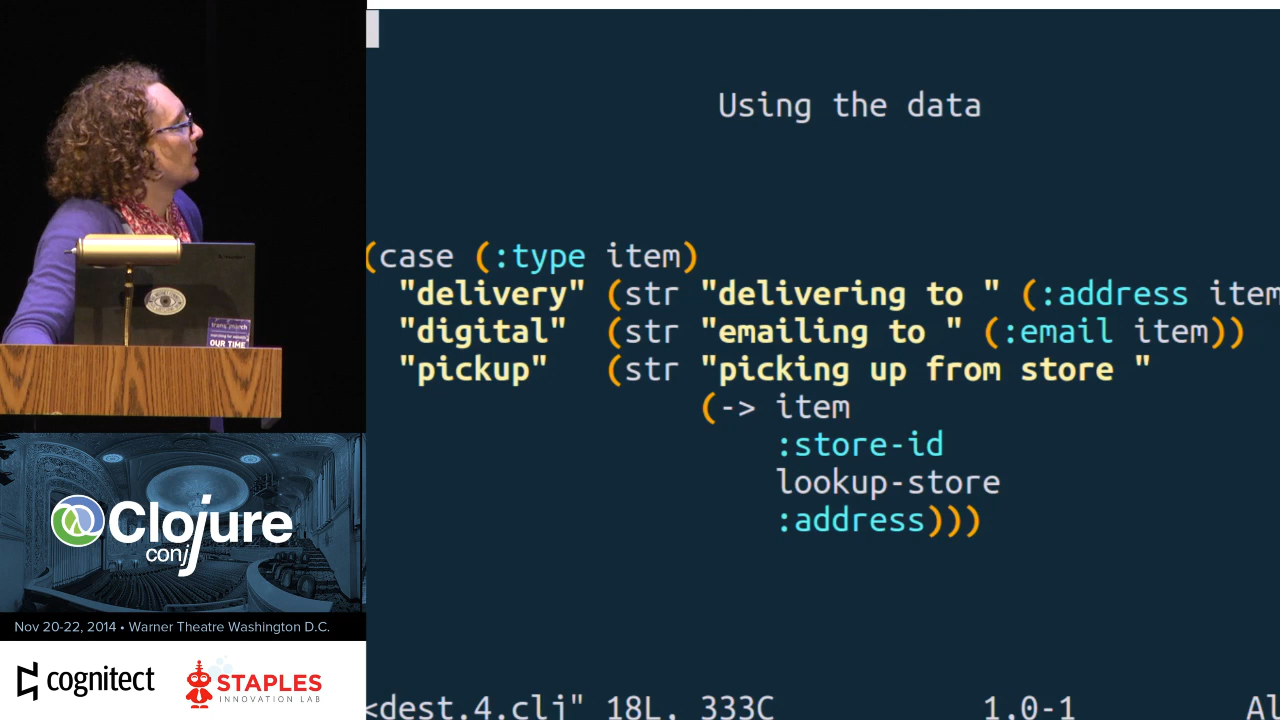 Using the data
(case (:type item)
"delivery" (str "delivering to " (:address item
"digital" (str "emailing to " (:email item))
"pickup" (str "picking up from store "
(-> item
:store-id
lookup-store
:address)))
<dest.4.clj" 18L, 333C 1,0-1 Al
OUR TIME
Clojure
conj
Nov 20-22, 2014 • Warner Theatre Washington D.C.
cognitect
STAPLES
INNOVATION LAB